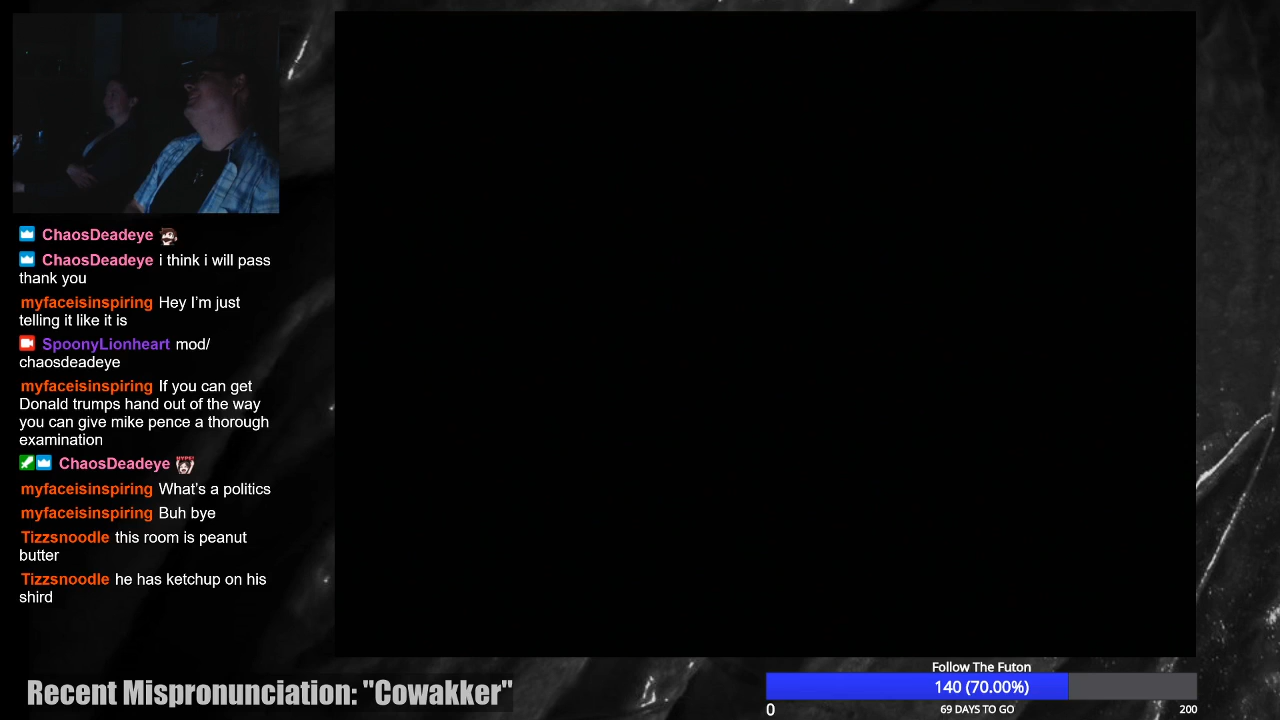 ChaosDeadeye
ChaosDeadeye i think i will pass
thank you
myfaceisinspiring Hey I'm just
telling it like it is
SpoonyLionheart mod/
chaosdeadeye
myfaceisinspiring If you can get
Donald trumps hand out of the way
you can give mike pence a thorough
examination
HYPE!
ChaosDeadeye
myfaceisinspiring What's a politics
myfaceisinspiring Buh bye
Tizzsnoodle this room is peanut
butter
Tizzsnoodle he has ketchup on his
shird
Recent Mispronunciation: "Cowakker"
Follow The Futon
140 (70.00%)
0 69 DAYS TO GO 200